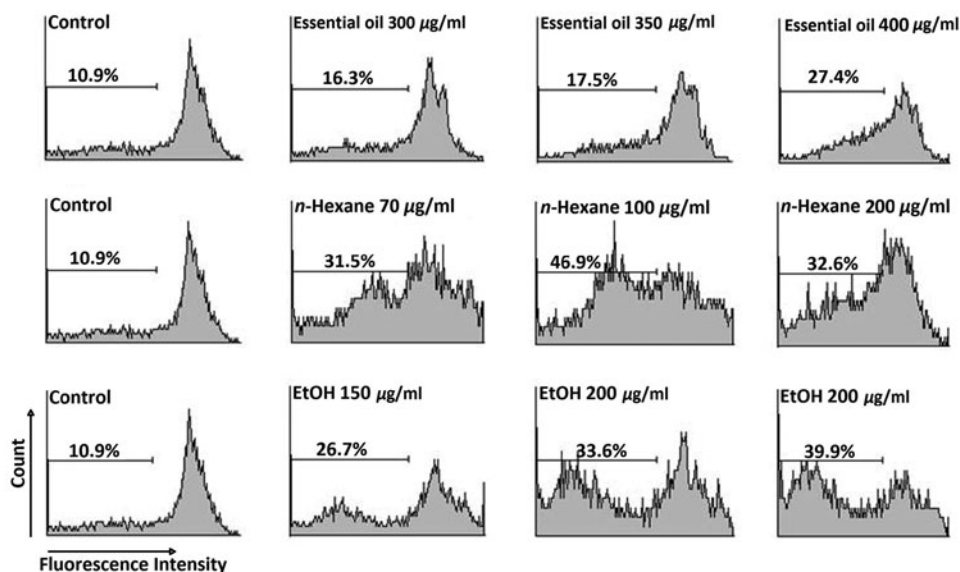 Control
Essential oil 300 µg/ml
Essential oil 350 µg/ml
Essential oil 400 µg/ml
10.9%
16.3%
17.5%
27.4%
Control
n-Hexane 70 µg/ml
n-Hexane 100 µg/ml
n-Hexane 200 µg/ml
10.9%
31.5%
46.9%
32.6%
Control
EtOH 150 µg/ml
EtOH 200 µg/ml
EtOH 200 µg/ml
10.9%
26.7%
33.6%
39.9%
Count
Fluorescence Intensity